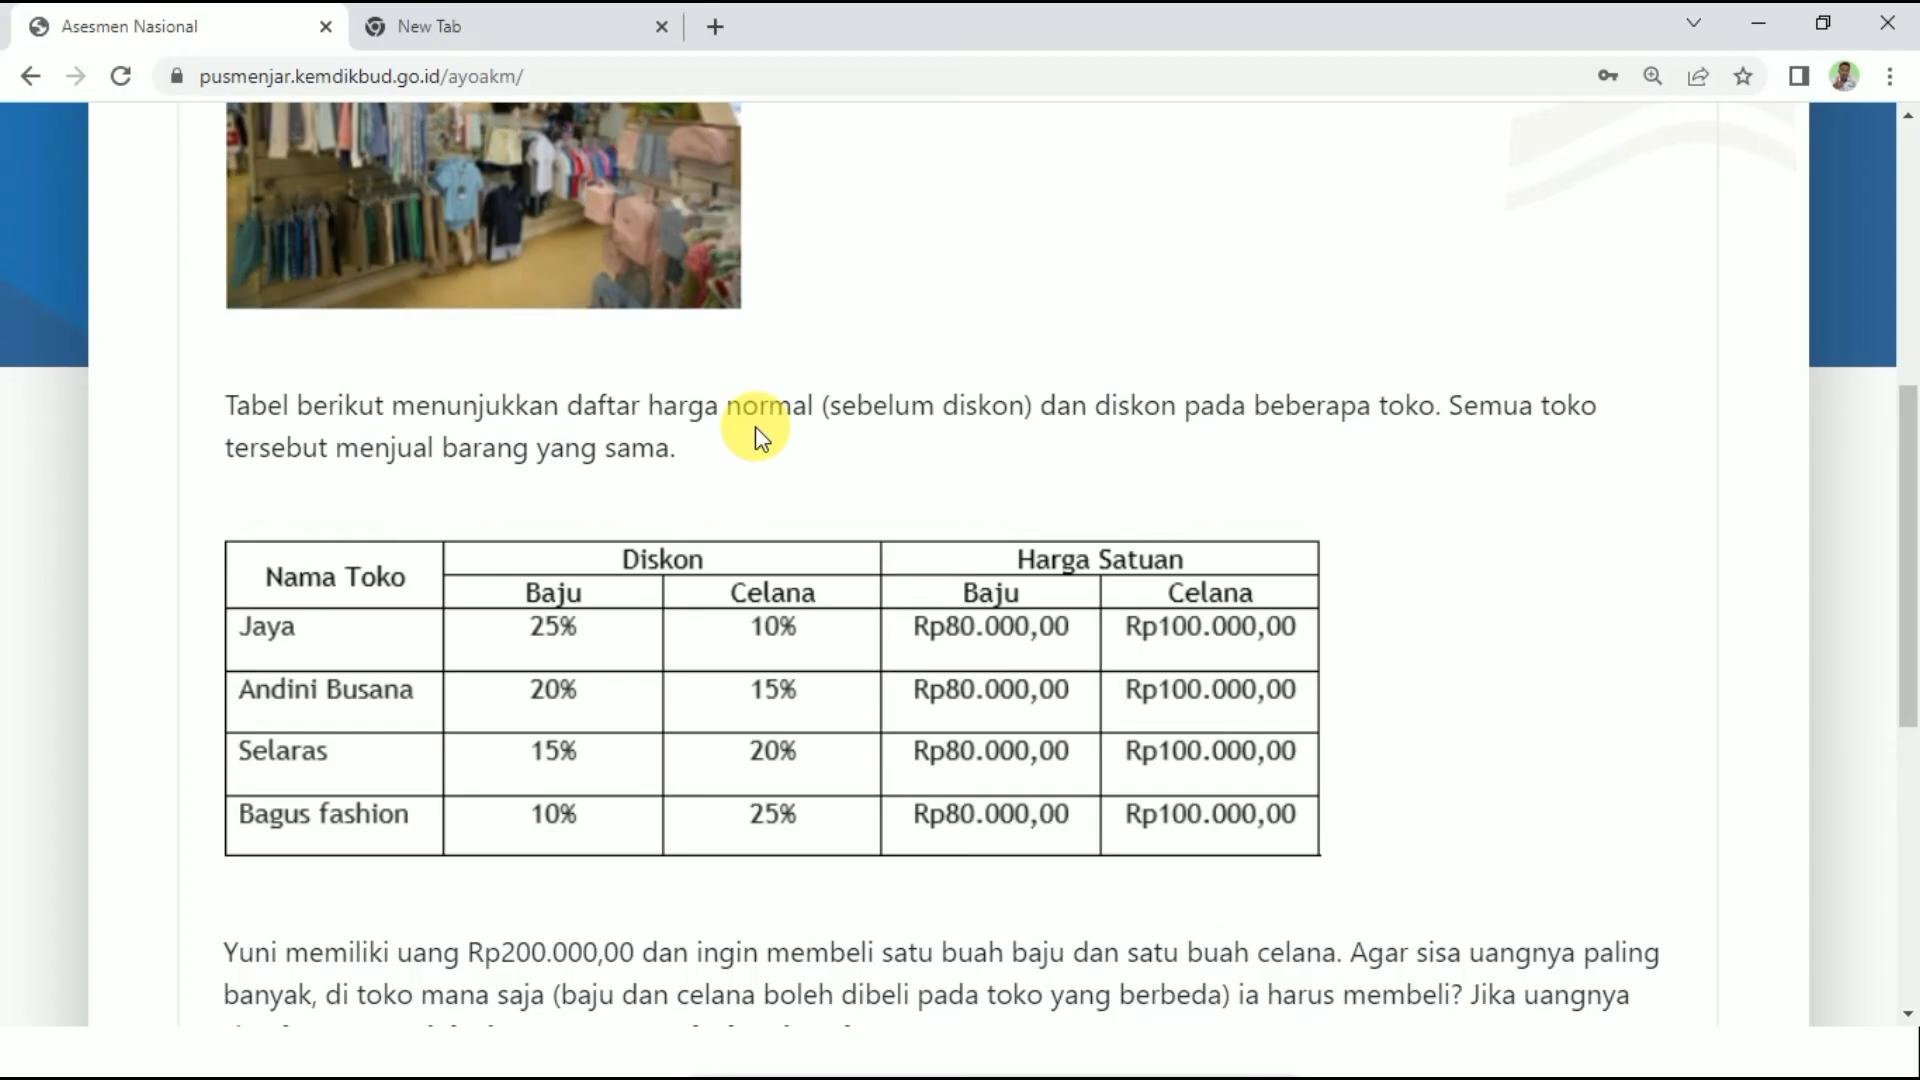 Asesmen Nasional
New Tab
pusmenjar.kemdikbud.go.id/ayoakm/
Tabel berikut menunjukkan daftar harga normal (sebelum diskon) dan diskon pada beberapa toko. Semua toko
tersebut menjual barang yang sama.
Nama Toko Diskon Harga Satuan
Baju Celana Baju Celana
Jaya 25% 10% Rp80.000,00 Rp100.000,00
Andini Busana 20% 15% Rp80.000,00 Rp100.000,00
Selaras 15% 20% Rp80.000,00 Rp100.000,00
Bagus fashion 10% 25% Rp80.000,00 Rp100.000,00
Yuni memiliki uang Rp200.000,00 dan ingin membeli satu buah baju dan satu buah celana. Agar sisa uangnya paling
banyak, di toko mana saja (baju dan celana boleh dibeli pada toko yang berbeda) ia harus membeli? Jika uangnya